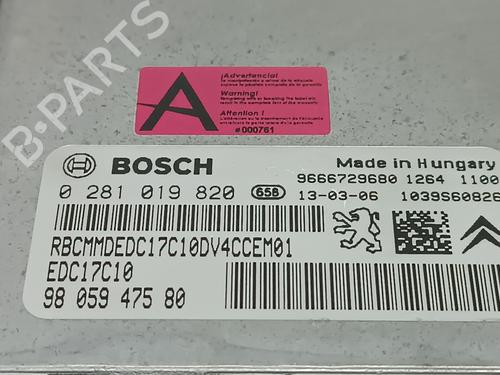 B-PARTS
A
¡Advertencia!
Warning!
Attention !
#000761
BOSCH
Made in Hungary
0 281 019 820 658
9666729680 1264 1100
13-03-06 1039S60826
RBCMMDEDC17C10DV4CCEM01
EDC17C10
98 059 475 80